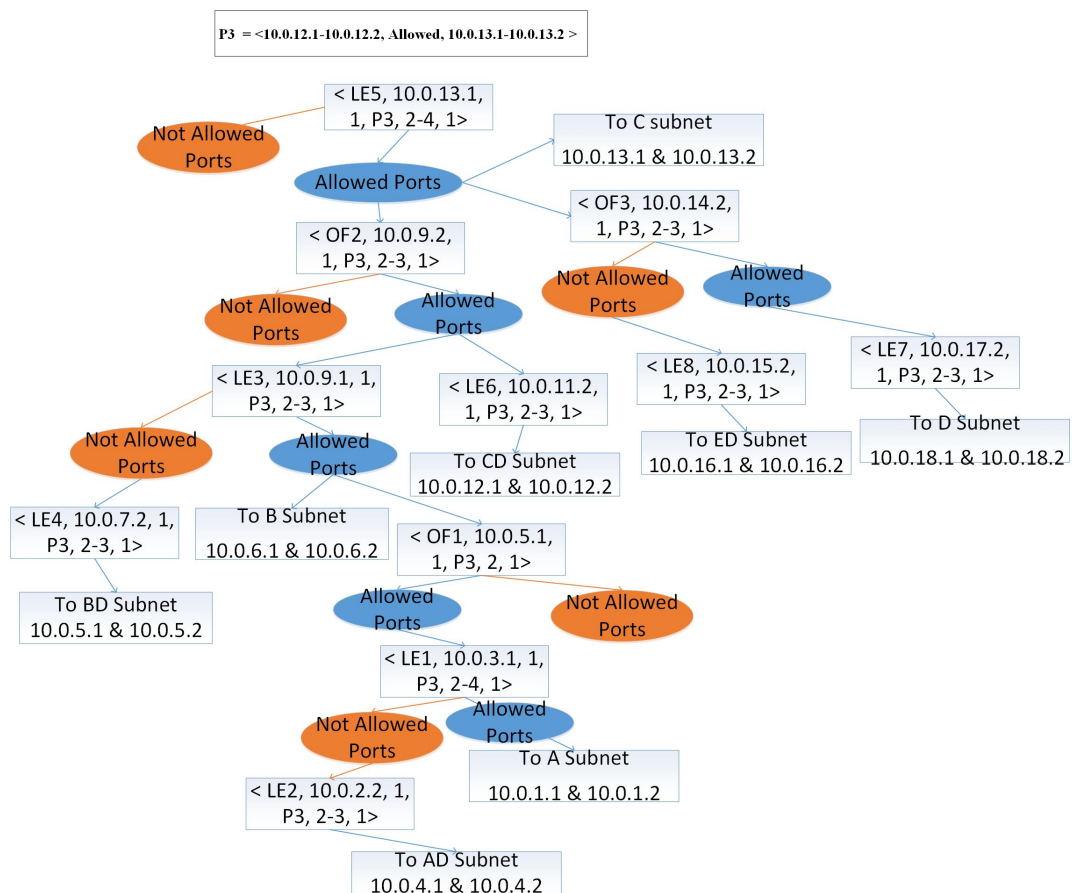 P3 = <10.0.12.1-10.0.12.2, Allowed, 10.0.13.1-10.0.13.2 >
< LE5, 10.0.13.1,
1, P3, 2-4, 1>
Not Allowed
Ports
To C subnet
10.0.13.1 & 10.0.13.2
Allowed Ports
< OF3, 10.0.14.2,
1, P3, 2-3, 1>
< OF2, 10.0.9.2,
1, P3, 2-3, 1>
Not Allowed
Ports
Allowed
Ports
Not Allowed
Ports
Allowed
Ports
< LE3, 10.0.9.1, 1,
P3, 2-3, 1>
< LE6, 10.0.11.2,
1, P3, 2-3, 1>
< LE8, 10.0.15.2,
1, P3, 2-3, 1>
< LE7, 10.0.17.2,
1, P3, 2-3, 1>
Not Allowed
Ports
Allowed
Ports
To CD Subnet
10.0.12.1 & 10.0.12.2
To ED Subnet
10.0.16.1 & 10.0.16.2
To D Subnet
10.0.18.1 & 10.0.18.2
< LE4, 10.0.7.2, 1,
P3, 2-3, 1>
To B Subnet
10.0.6.1 & 10.0.6.2
< OF1, 10.0.5.1,
1, P3, 2, 1>
To BD Subnet
10.0.5.1 & 10.0.5.2
Allowed
Ports
Not Allowed
Ports
< LE1, 10.0.3.1, 1,
P3, 2-4, 1>
Not Allowed
Ports
Allowed
Ports
To A Subnet
10.0.1.1 & 10.0.1.2
< LE2, 10.0.2.2, 1,
P3, 2-3, 1>
To AD Subnet
10.0.4.1 & 10.0.4.2